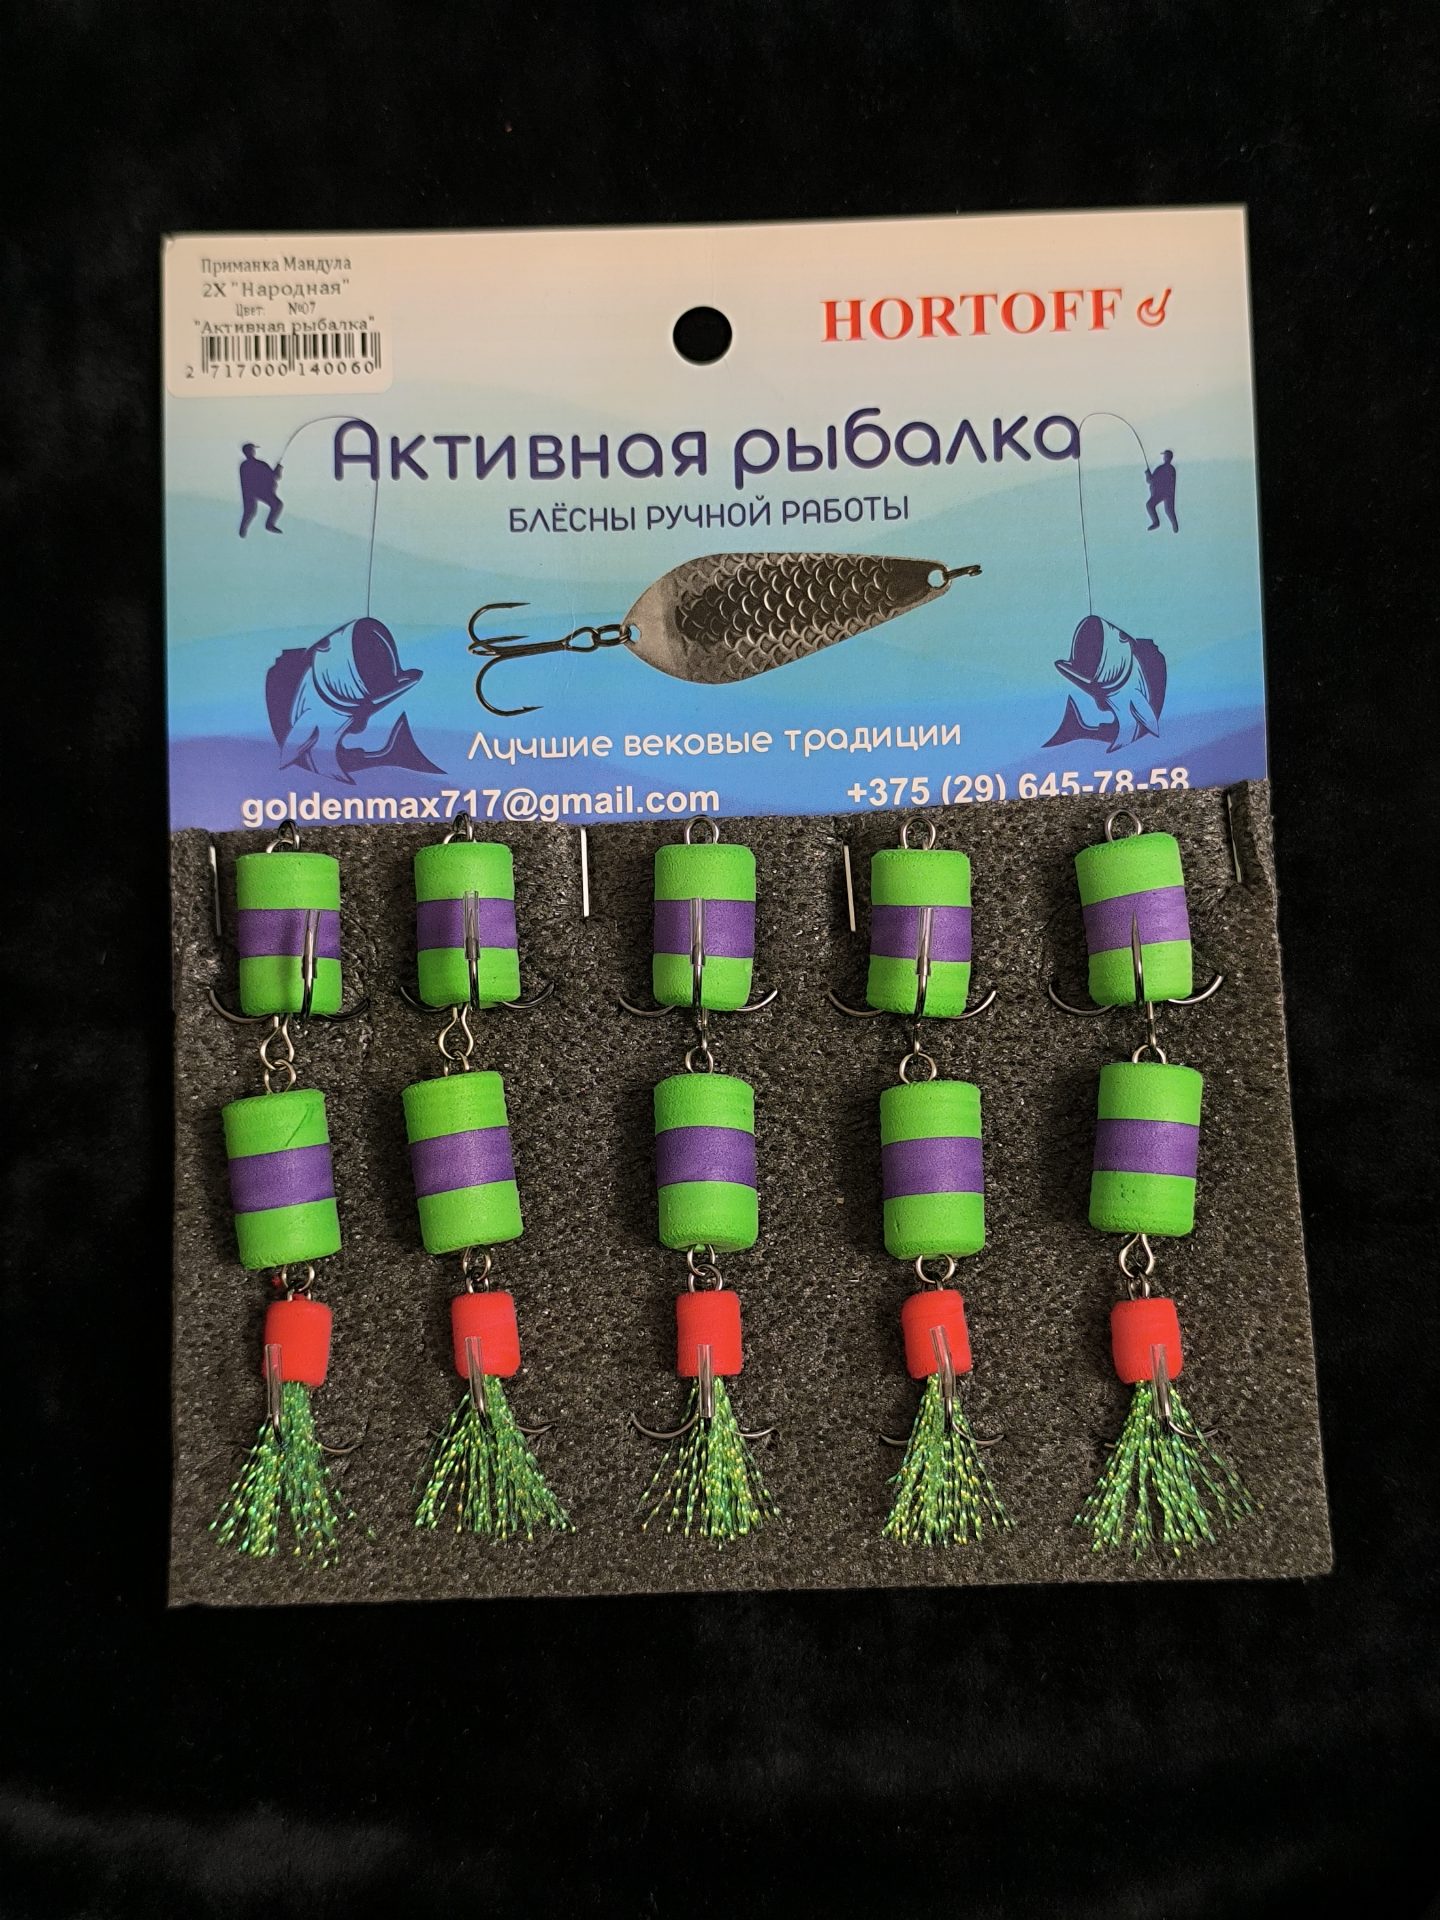 Приманка Мандула
2X "Народная"
Цвет: №07
"Активная рыбалка"
2 717000 140060
HORTOFF
Активная рыбалка
БЛЁСНЫ РУЧНОЙ РАБОТЫ
Лучшие вековые традиции
goldenmax717@gmail.com
+375 (29) 645-78-58